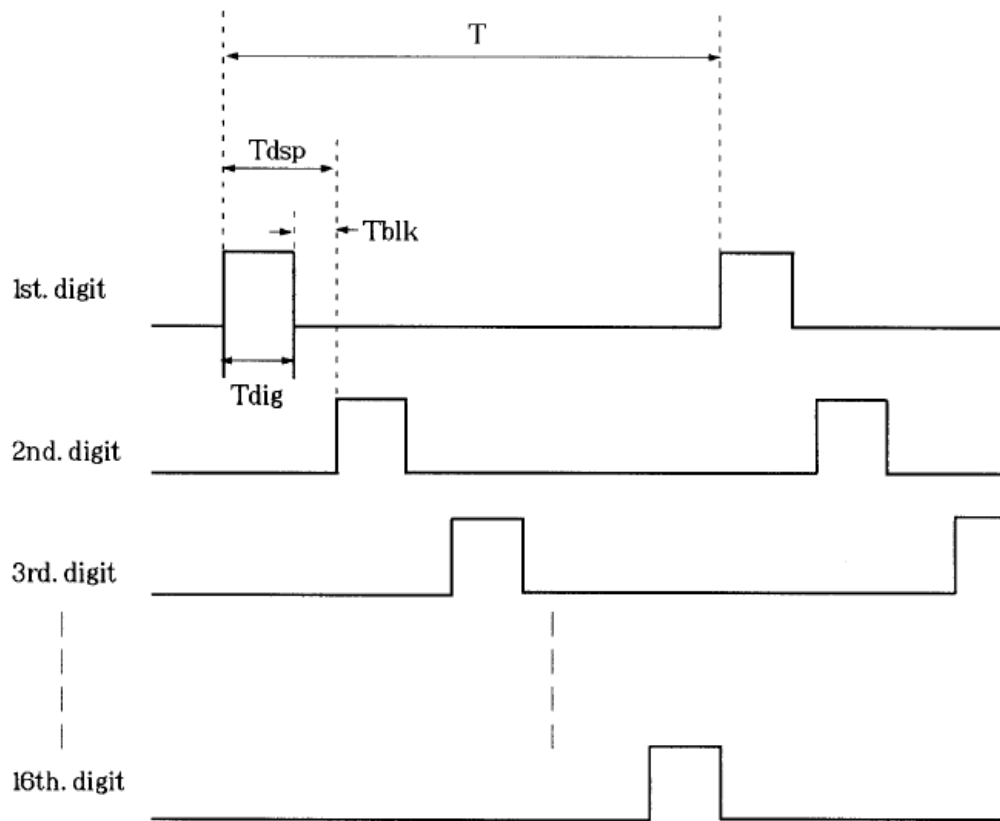 T
Tdsp
Tblk
1st. digit
Tdig
2nd. digit
3rd. digit
16th. digit